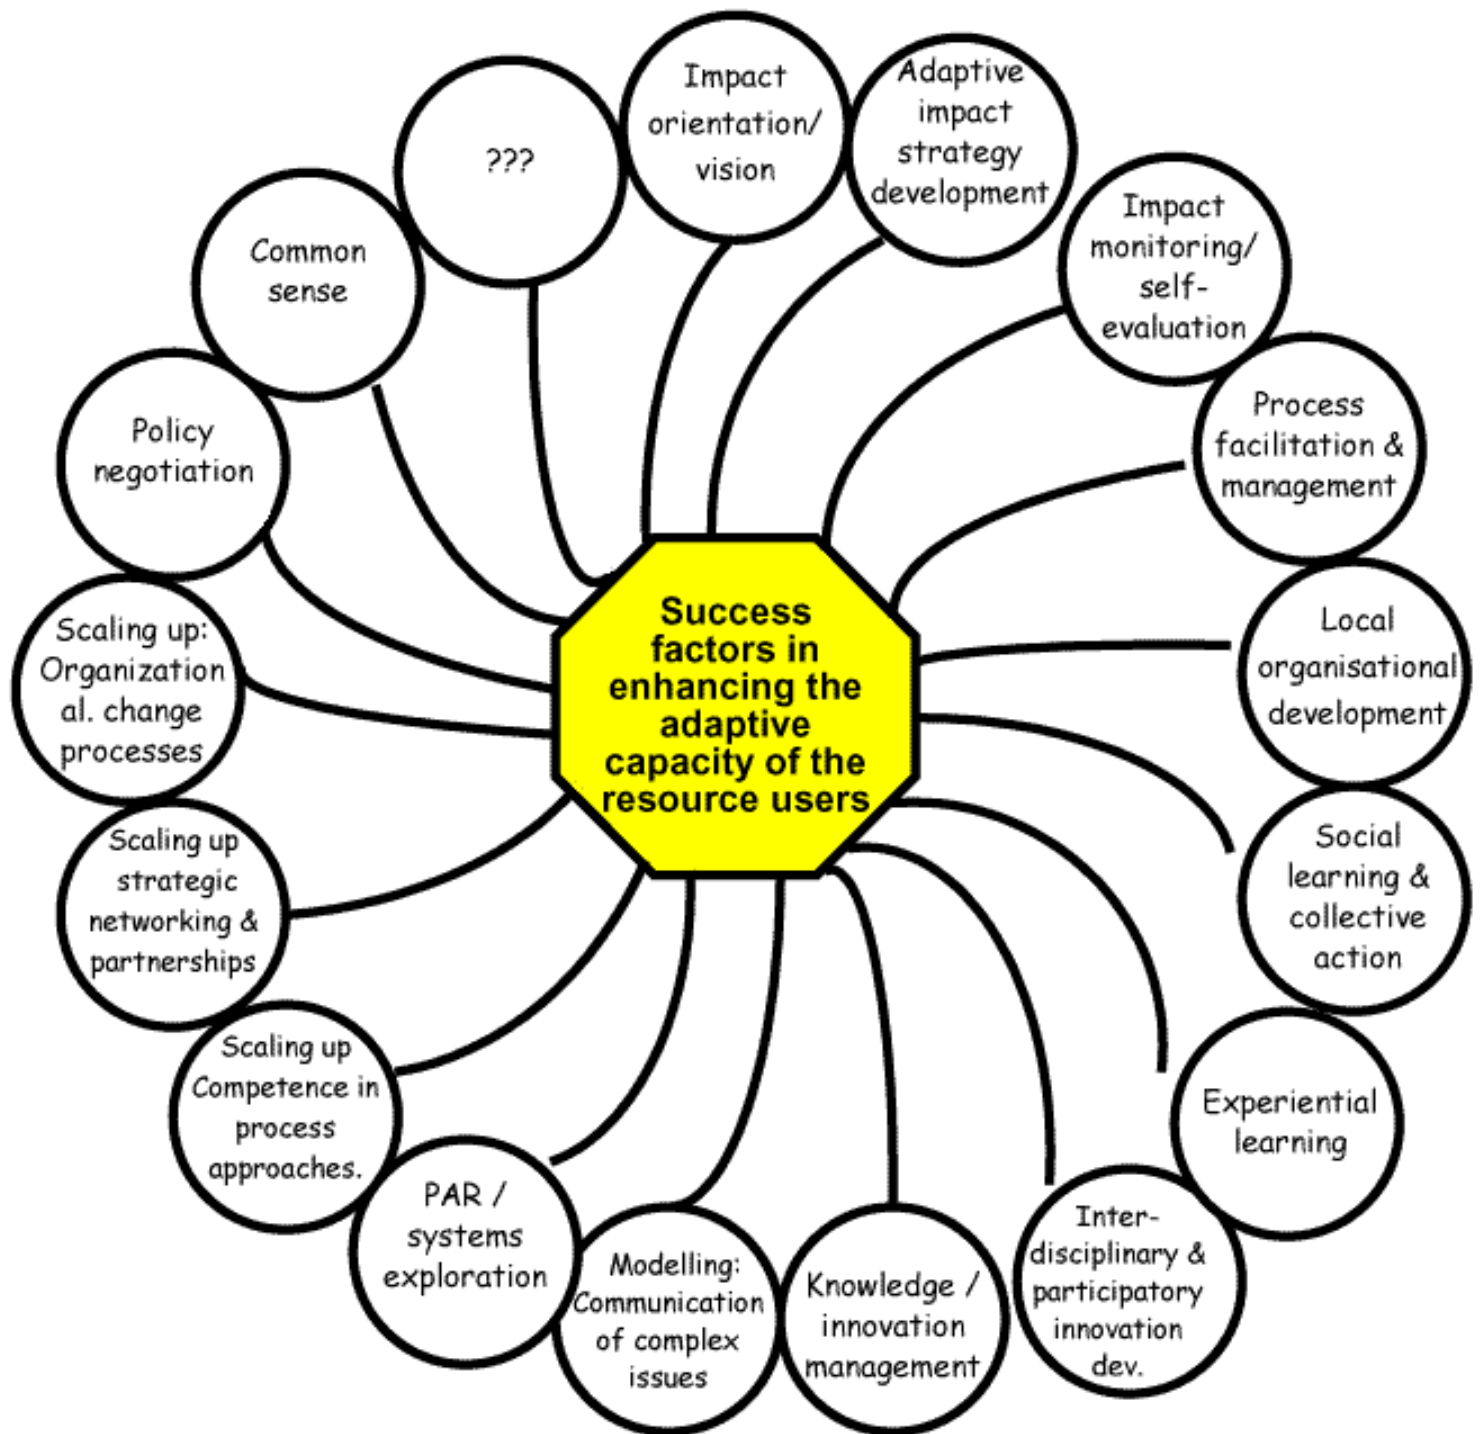 Impact
orientation/
vision
Adaptive
impact
strategy
development
Impact
monitoring/
self-
evaluation
Process
facilitation &
management
Local
organisational
development
Social
learning &
collective
action
Experiential
learning
Inter-
disciplinary &
participatory
innovation
dev.
Knowledge /
innovation
management
Modelling:
Communication
of complex
issues
PAR /
systems
exploration
Scaling up
Competence in
process
approaches.
Scaling up
strategic
networking &
partnerships
Scaling up:
Organization
al. change
processes
Policy
negotiation
Common
sense
???
Success
factors in
enhancing the
adaptive
capacity of the
resource users